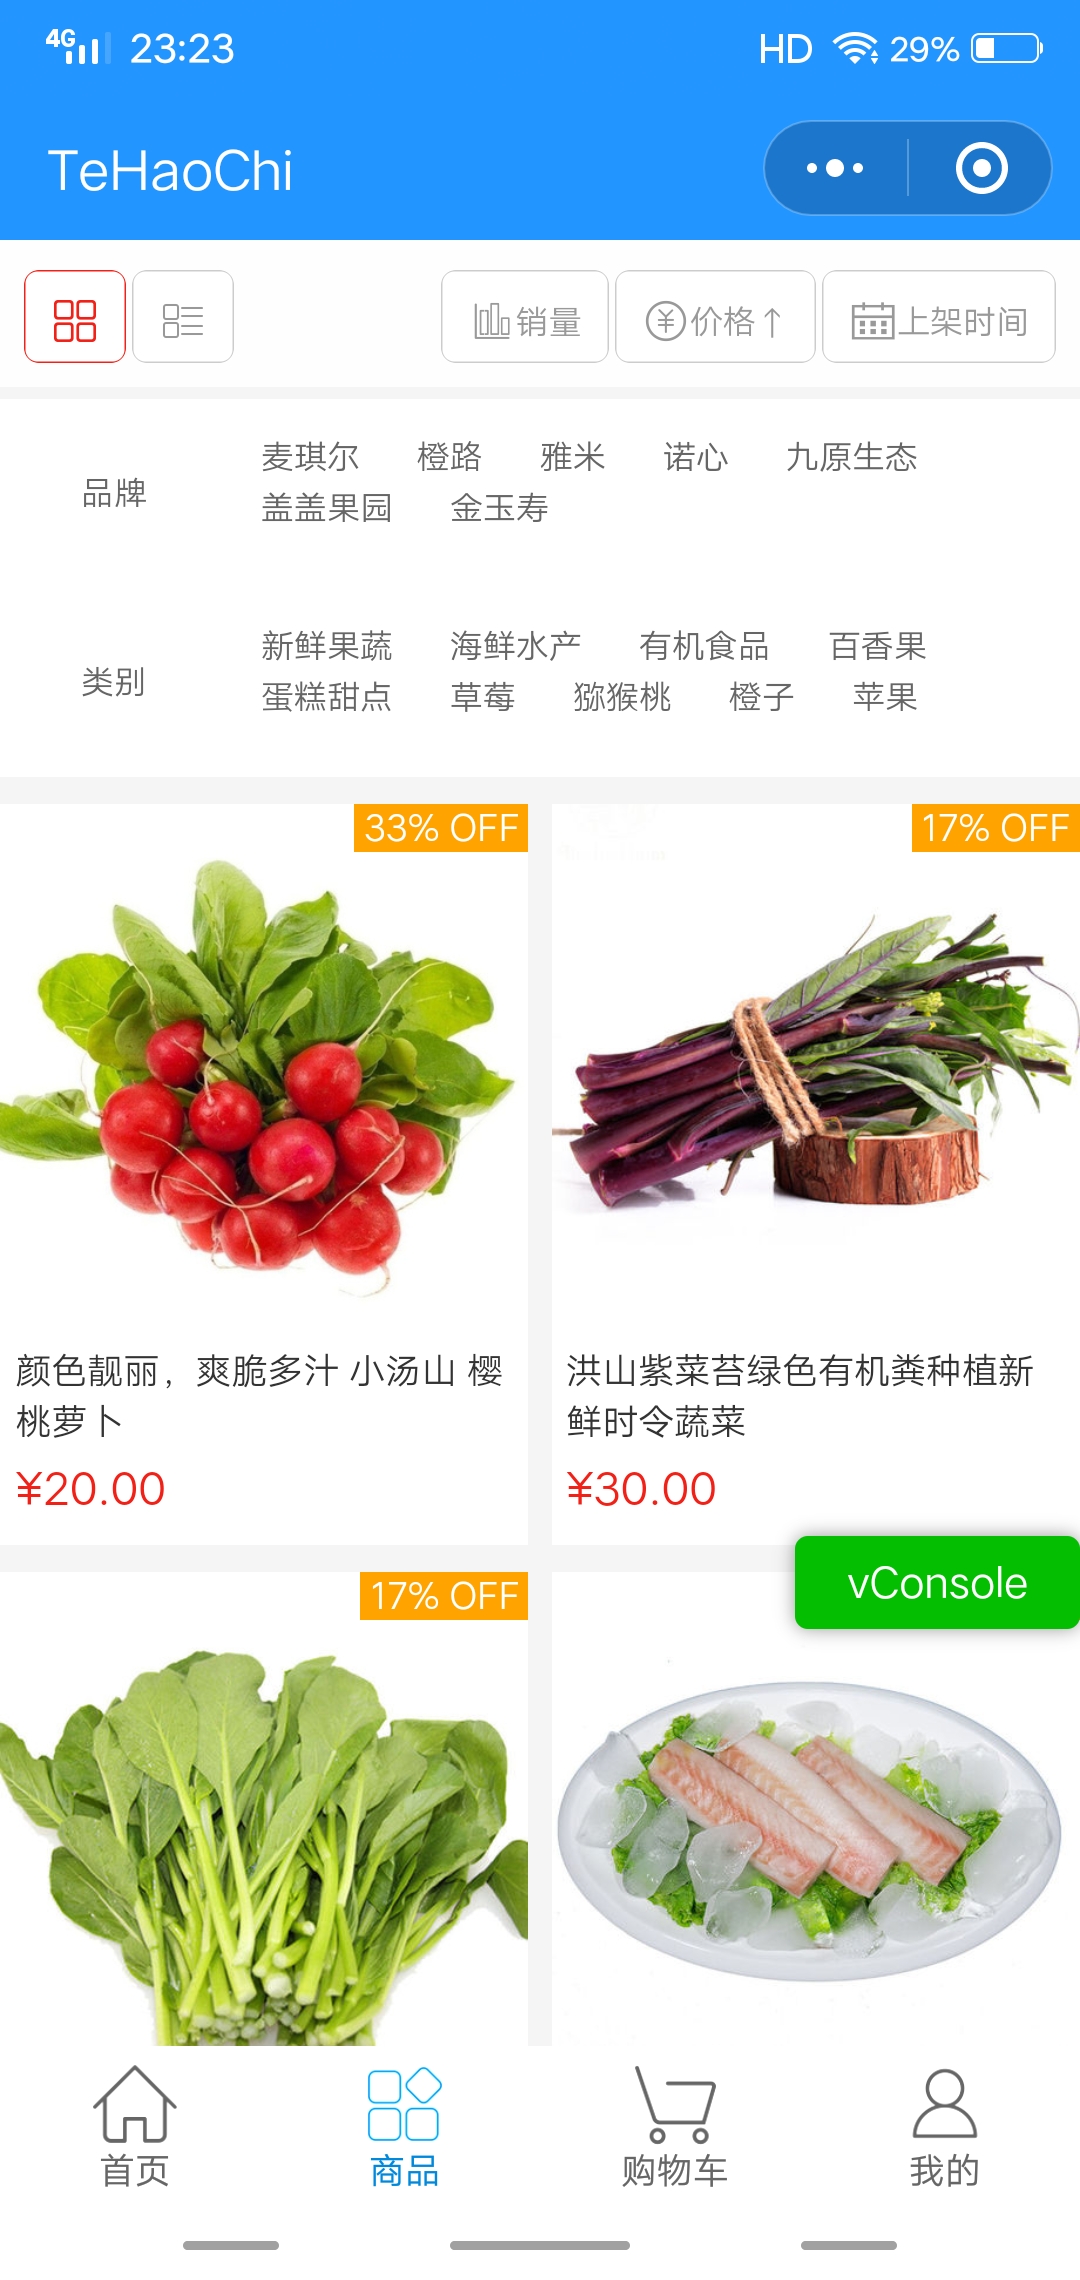 4G 23:23 HD 29%
TeHaoChi
销量 价格↑ 上架时间
品牌
麦琪尔 橙路 雅米 诺心 九原生态
盖盖果园 金玉寿
类别
新鲜果蔬 海鲜水产 有机食品 百香果
蛋糕甜点 草莓 猕猴桃 橙子 苹果
33% OFF
颜色靓丽，爽脆多汁 小汤山 樱
桃萝卜
¥20.00
17% OFF
洪山紫菜苔绿色有机粪种植新
鲜时令蔬菜
¥30.00
17% OFF
vConsole
首页 商品 购物车 我的